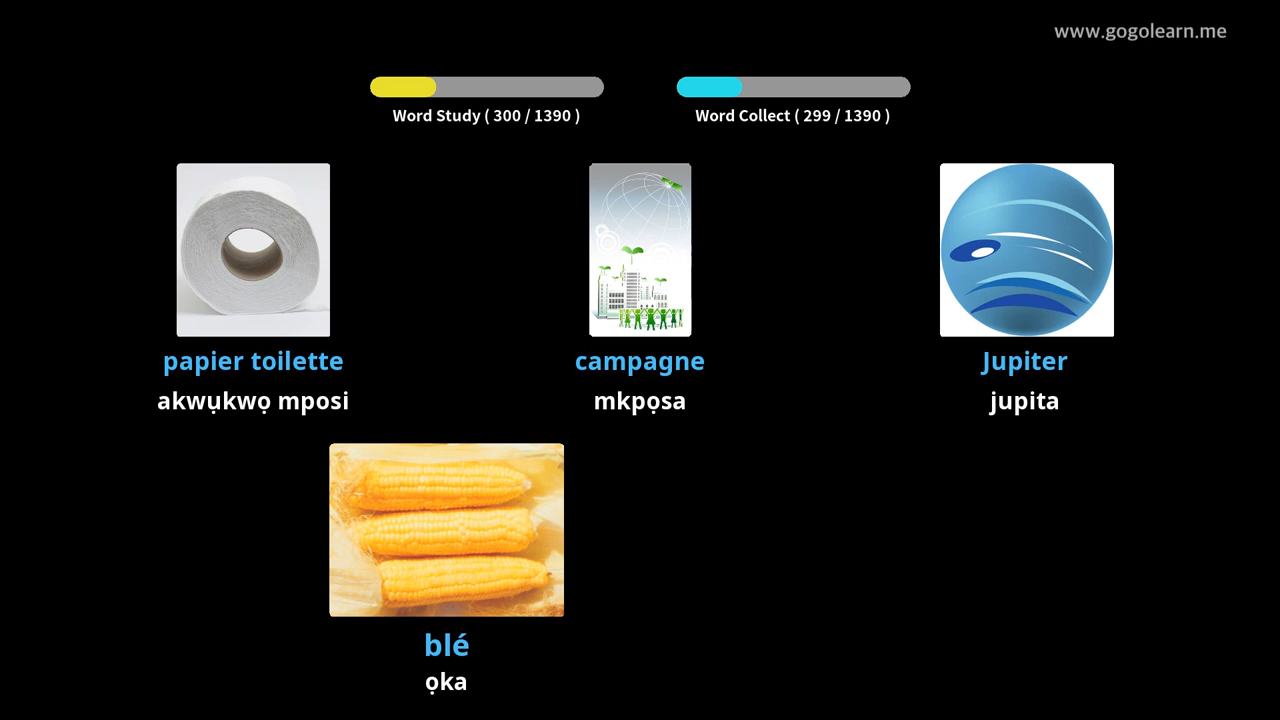 www.gogolearn.me
Word Study ( 300 / 1390 )
Word Collect ( 299 / 1390 )
papier toilette
akwụkwọ mposi
campagne
mkpọsa
Jupiter
jupita
blé
ọka